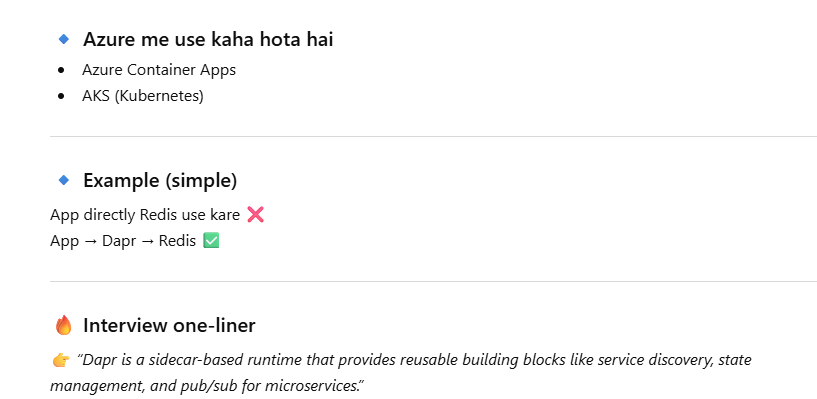 🔹 Azure me use kaha hota hai
• Azure Container Apps
• AKS (Kubernetes)
🔹 Example (simple)
App directly Redis use kare ❌
App → Dapr → Redis ✅
🔥 Interview one-liner
👉 “Dapr is a sidecar-based runtime that provides reusable building blocks like service discovery, state
management, and pub/sub for microservices.”